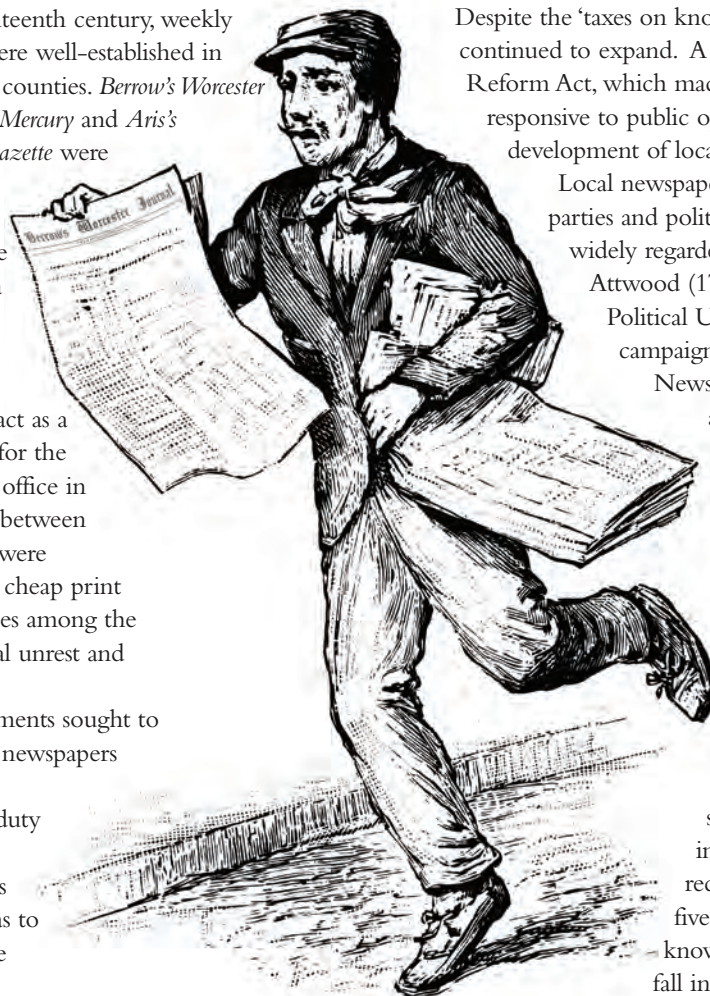 teenth century, weekly
ere well-established in
counties. Berrow's Worcester
Mercury and Aris's
azette were
e
act as a
for the
office in
between
were
cheap print
es among the
al unrest and
ments sought to
newspapers
duty
s
as to
e
Berrow's Worcester Journal
Despite the ‘taxes on kno
continued to expand. A
Reform Act, which mad
responsive to public o
development of loca
Local newspape
parties and polit
widely regarde
Attwood (17
Political U
campaign
News
a
s
in
red
five
know
fall in